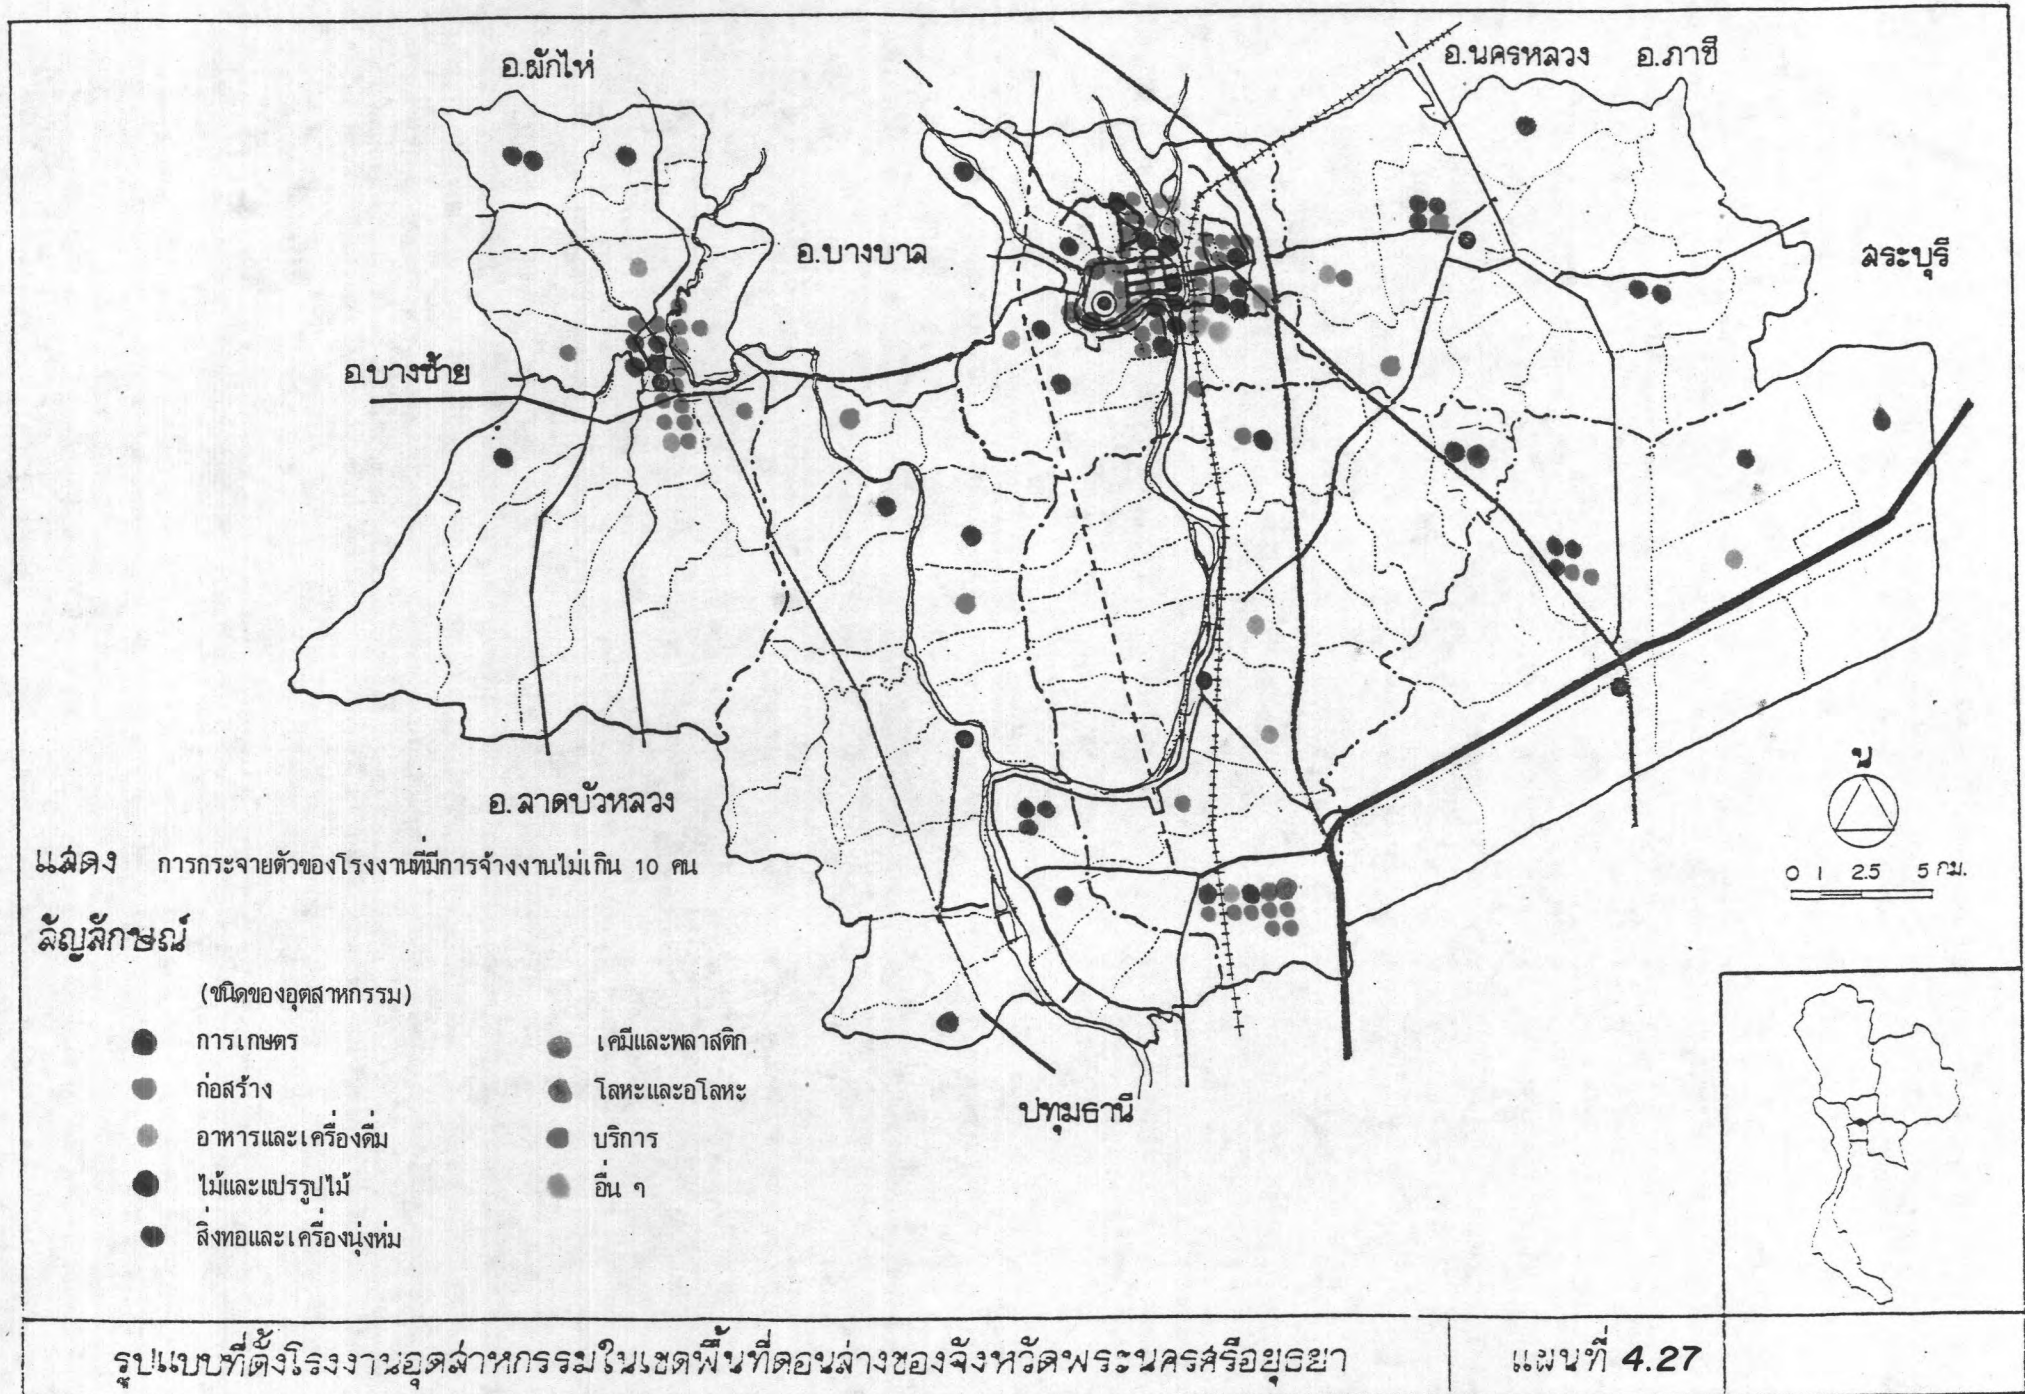 อ.ผักไห่
อ.นครหลวง อ.ภาชี
อ.บางบาล
สระบุรี
อ.บางซ้าย
อ.ลาดบัวหลวง
น
0 1 2.5 5 กม.
แสดง การกระจายตัวของโรงงานที่มีการจ้างงานไม่เกิน 10 คน
สัญลักษณ์
(ชนิดของอุตสาหกรรม)
การเกษตร
ก่อสร้าง
อาหารและเครื่องดื่ม
ไม้และแปรรูปไม้
สิ่งทอและเครื่องนุ่งห่ม
เคมีและพลาสติก
โลหะและอโลหะ
บริการ
อื่น ๆ
ปทุมธานี
รูปแบบที่ตั้งโรงงานอุตสาหกรรมในเขตพื้นที่ตอนล่างของจังหวัดพระนครศรีอยุธยา
แผนที่ 4.27